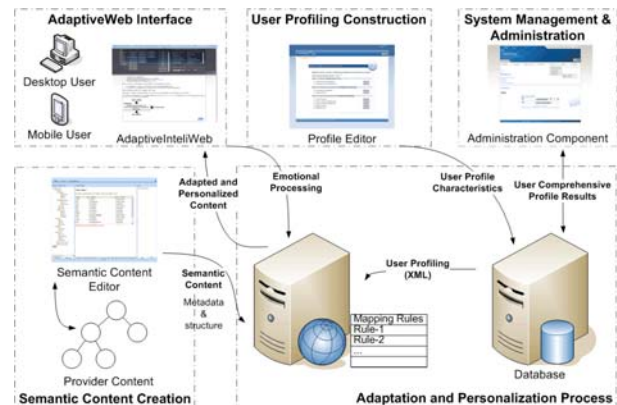 AdaptiveWeb Interface
Desktop User
Mobile User
AdaptiveInteliWeb
User Profiling Construction
Profile Editor
System Management &
Administration
Administration Component
Adapted and
Personalized
Content
Emotional
Processing
User Profile
Characteristics
User Comprehensive
Profile Results
Semantic Content
Editor
Provider Content
Semantic Content Creation
Semantic
Content
Metadata
&
structure
User Profiling
(XML)
Mapping Rules
Rule-1
Rule-2
...
Database
Adaptation and Personalization Process